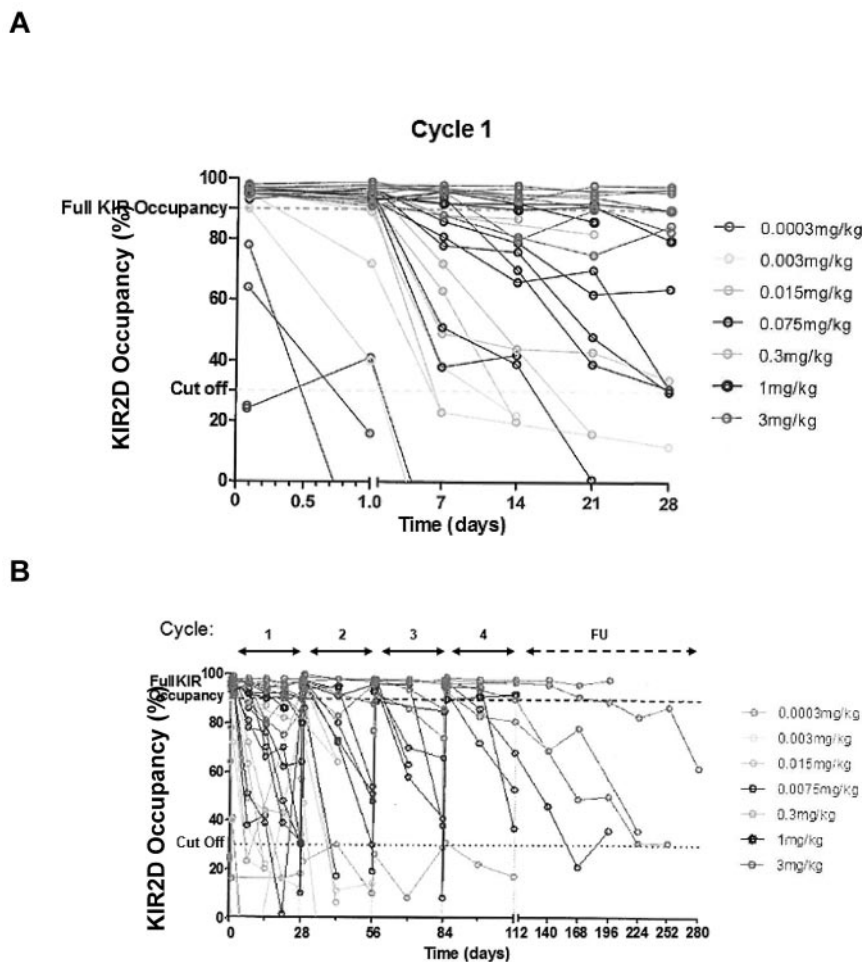 A
Cycle 1
KIR2D Occupancy (%)
100
Full KIR Occupancy
80
60
40
Cut off
20
0
0 0.5 1.0 7 14 21 28
Time (days)
0.0003mg/kg
0.003mg/kg
0.015mg/kg
0.075mg/kg
0.3mg/kg
1mg/kg
3mg/kg
B
Cycle: 1 2 3 4 FU
KIR2D Occupancy (%)
100
Full KIR
Occupancy
80
60
40
Cut Off
20
0
0 28 56 84 112 140 168 196 224 252 280
Time (days)
0.0003mg/kg
0.003mg/kg
0.015mg/kg
0.0075mg/kg
0.3mg/kg
1mg/kg
3mg/kg